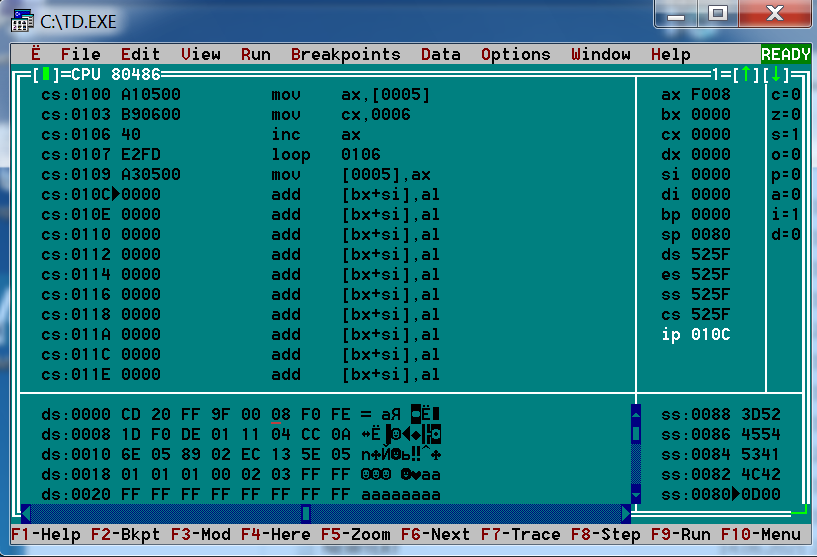 C:\TD.EXE
Ë File Edit View Run Breakpoints Data Options Window Help READY
[▮]=CPU 80486 1=[↑][↓]
cs:0100 A10500 mov ax,[0005] ax F008 c=0
cs:0103 B90600 mov cx,0006 bx 0000 z=0
cs:0106 40 inc ax cx 0000 s=1
cs:0107 E2FD loop 0106 dx 0000 o=0
cs:0109 A30500 mov [0005],ax si 0000 p=0
cs:010C►0000 add [bx+si],al di 0000 a=0
cs:010E 0000 add [bx+si],al bp 0000 i=1
cs:0110 0000 add [bx+si],al sp 0080 d=0
cs:0112 0000 add [bx+si],al ds 525F
cs:0114 0000 add [bx+si],al es 525F
cs:0116 0000 add [bx+si],al ss 525F
cs:0118 0000 add [bx+si],al cs 525F
cs:011A 0000 add [bx+si],al ip 010C
cs:011C 0000 add [bx+si],al
cs:011E 0000 add [bx+si],al
ds:0000 CD 20 FF 9F 00 08 F0 FE = aЯ ◘Ё■ ss:0088 3D52
ds:0008 1D F0 DE 01 11 04 CC 0A ↔Ё▐☺◄♦╠◙ ss:0086 4554
ds:0010 6E 05 89 02 EC 13 5E 05 n♣Й☻ь‼^♣ ss:0084 5341
ds:0018 01 01 01 00 02 03 FF FF ☺☺☺ ☻♥aa ss:0082 4C42
ds:0020 FF FF FF FF FF FF FF FF aaaaaaaa ss:0080►0D00
F1-Help F2-Bkpt F3-Mod F4-Here F5-Zoom F6-Next F7-Trace F8-Step F9-Run F10-Menu